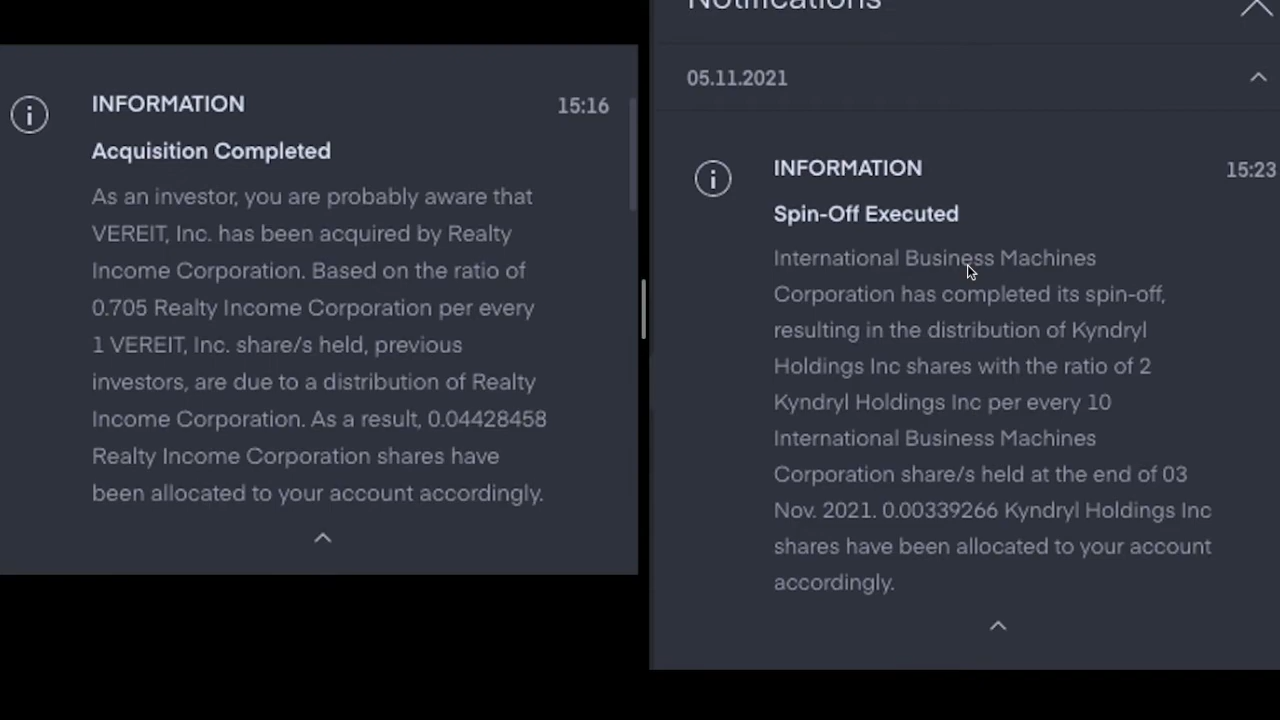 INFORMATION 15:16
Acquisition Completed
As an investor, you are probably aware that
VEREIT, Inc. has been acquired by Realty
Income Corporation. Based on the ratio of
0.705 Realty Income Corporation per every
1 VEREIT, Inc. share/s held, previous
investors, are due to a distribution of Realty
Income Corporation. As a result, 0.04428458
Realty Income Corporation shares have
been allocated to your account accordingly.
Notifications
05.11.2021
INFORMATION 15:23
Spin-Off Executed
International Business Machines
Corporation has completed its spin-off,
resulting in the distribution of Kyndryl
Holdings Inc shares with the ratio of 2
Kyndryl Holdings Inc per every 10
International Business Machines
Corporation share/s held at the end of 03
Nov. 2021. 0.00339266 Kyndryl Holdings Inc
shares have been allocated to your account
accordingly.